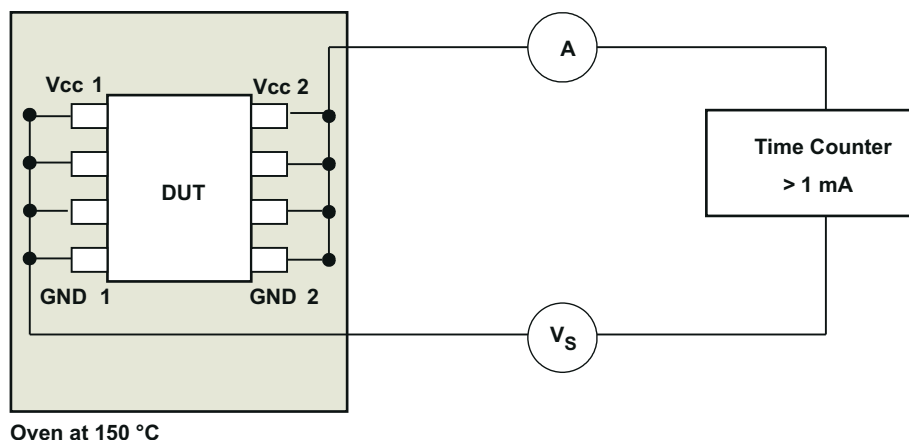 A
Vcc 1
Vcc 2
Time Counter
> 1 mA
DUT
GND 1
GND 2
VS
Oven at 150 °C